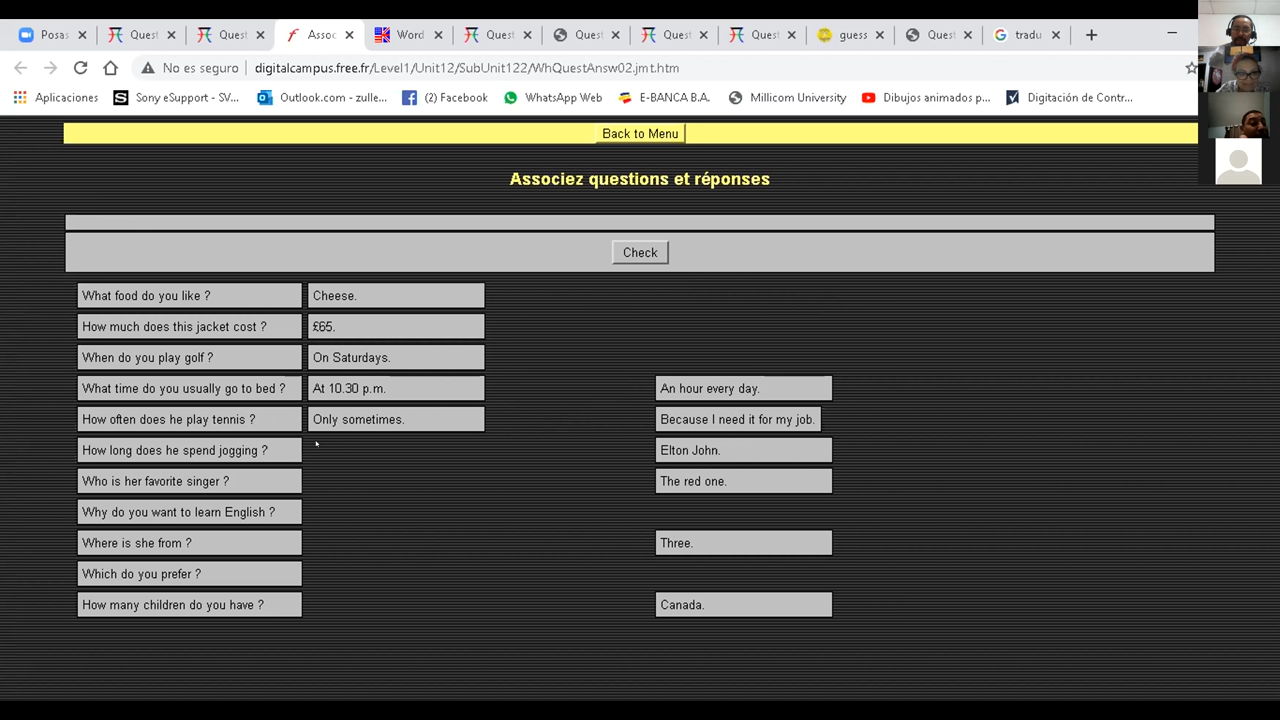 Posas
Quest
Quest
Assoc
Word
Quest
Quest
Quest
Quest
guess
Quest
tradu
No es seguro
digitalcampus.free.fr/Level1/Unit12/SubUnit122/WhQuestAnsw02.jmt.htm
Aplicaciones
Sony eSupport - SV...
Outlook.com - zulle...
(2) Facebook
WhatsApp Web
E-BANCA B.A.
Millicom University
Dibujos animados p...
Digitación de Contr...
Back to Menu
Associez questions et réponses
Check
What food do you like ? Cheese.
How much does this jacket cost ? £65.
When do you play golf ? On Saturdays.
What time do you usually go to bed ? At 10.30 p.m. An hour every day.
How often does he play tennis ? Only sometimes. Because I need it for my job.
How long does he spend jogging ? Elton John.
Who is her favorite singer ? The red one.
Why do you want to learn English ?
Where is she from ? Three.
Which do you prefer ?
How many children do you have ? Canada.